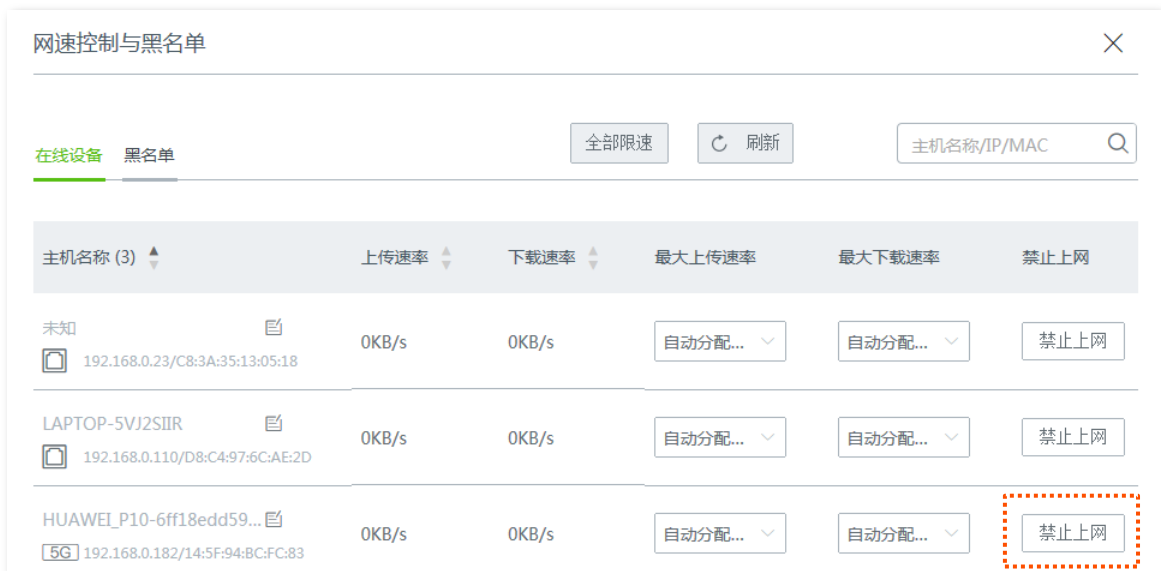 网速控制与黑名单
在线设备 黑名单 全部限速 刷新 主机名称/IP/MAC
主机名称 (3) 上传速率 下载速率 最大上传速率 最大下载速率 禁止上网
未知
192.168.0.23/C8:3A:35:13:05:18
0KB/s 0KB/s 自动分配... 自动分配... 禁止上网
LAPTOP-5VJ2SIIR
192.168.0.110/D8:C4:97:6C:AE:2D
0KB/s 0KB/s 自动分配... 自动分配... 禁止上网
HUAWEI_P10-6ff18edd59...
5G 192.168.0.182/14:5F:94:BC:FC:83
0KB/s 0KB/s 自动分配... 自动分配... 禁止上网